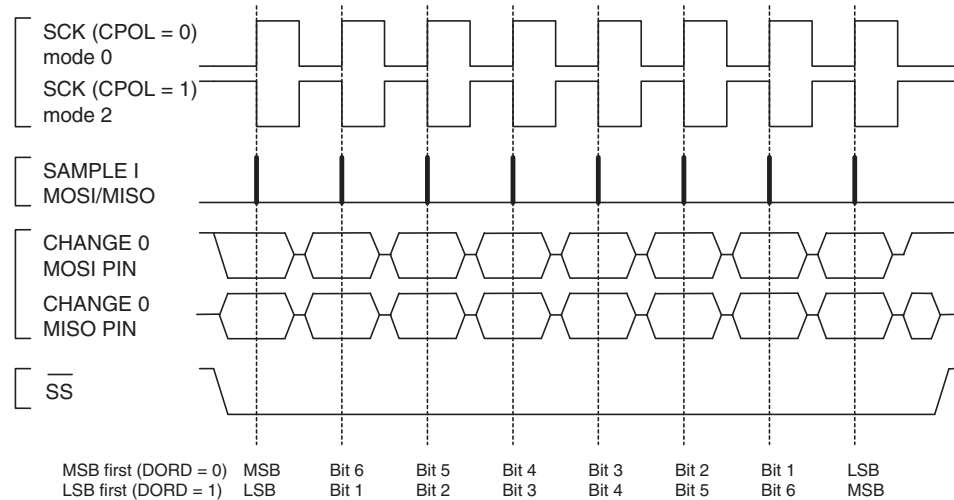 SCK (CPOL = 0)
mode 0
SCK (CPOL = 1)
mode 2
SAMPLE I
MOSI/MISO
CHANGE 0
MOSI PIN
CHANGE 0
MISO PIN
SS
MSB first (DORD = 0) MSB Bit 6 Bit 5 Bit 4 Bit 3 Bit 2 Bit 1 LSB
LSB first (DORD = 1) LSB Bit 1 Bit 2 Bit 3 Bit 4 Bit 5 Bit 6 MSB